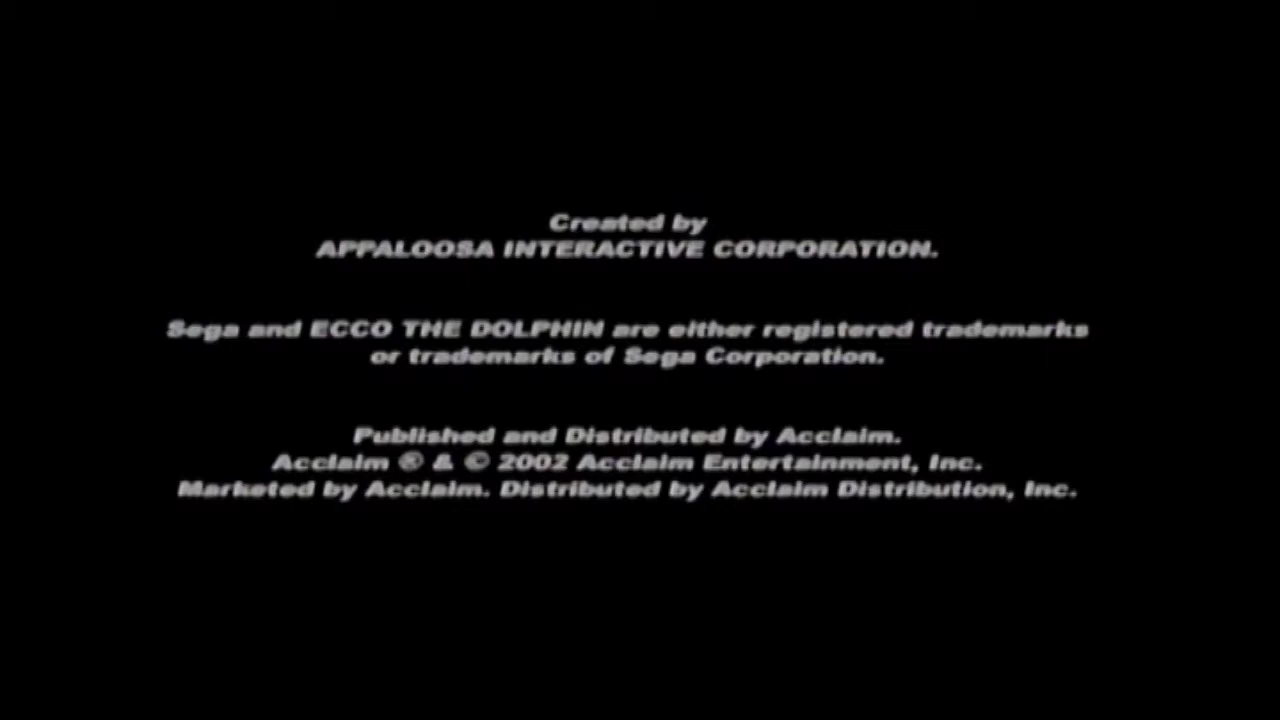 Created by
APPALOOSA INTERACTIVE CORPORATION.
Sega and ECCO THE DOLPHIN are either registered trademarks
or trademarks of Sega Corporation.
Published and Distributed by Acclaim.
Acclaim ® & © 2002 Acclaim Entertainment, Inc.
Marketed by Acclaim. Distributed by Acclaim Distribution, Inc.